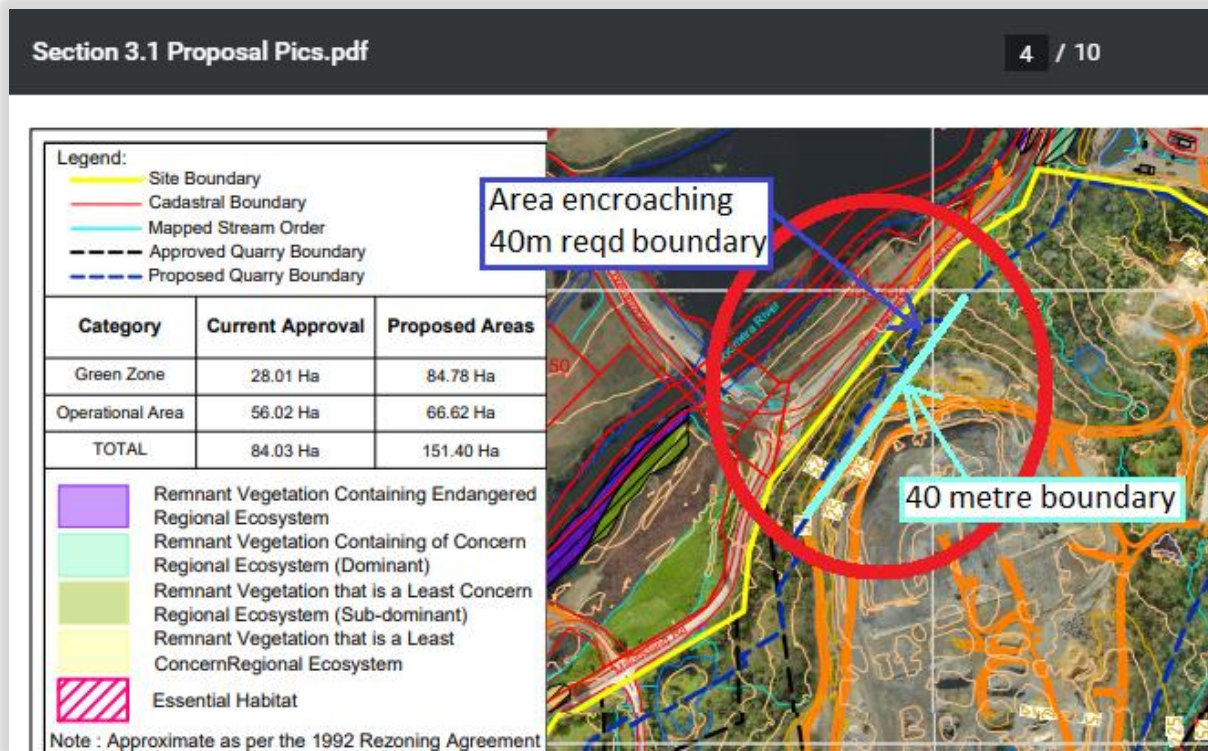 Section 3.1 Proposal Pics.pdf
4 / 10
Legend:
Site Boundary
Cadastral Boundary
Mapped Stream Order
Approved Quarry Boundary
Proposed Quarry Boundary
Category Current Approval Proposed Areas
Green Zone 28.01 Ha 84.78 Ha
Operational Area 56.02 Ha 66.62 Ha
TOTAL 84.03 Ha 151.40 Ha
Remnant Vegetation Containing Endangered
Regional Ecosystem
Remnant Vegetation Containing of Concern
Regional Ecosystem (Dominant)
Remnant Vegetation that is a Least Concern
Regional Ecosystem (Sub-dominant)
Remnant Vegetation that is a Least
ConcernRegional Ecosystem
Essential Habitat
Note : Approximate as per the 1992 Rezoning Agreement
Area encroaching
40m reqd boundary
River
50
25
25
40 metre boundary